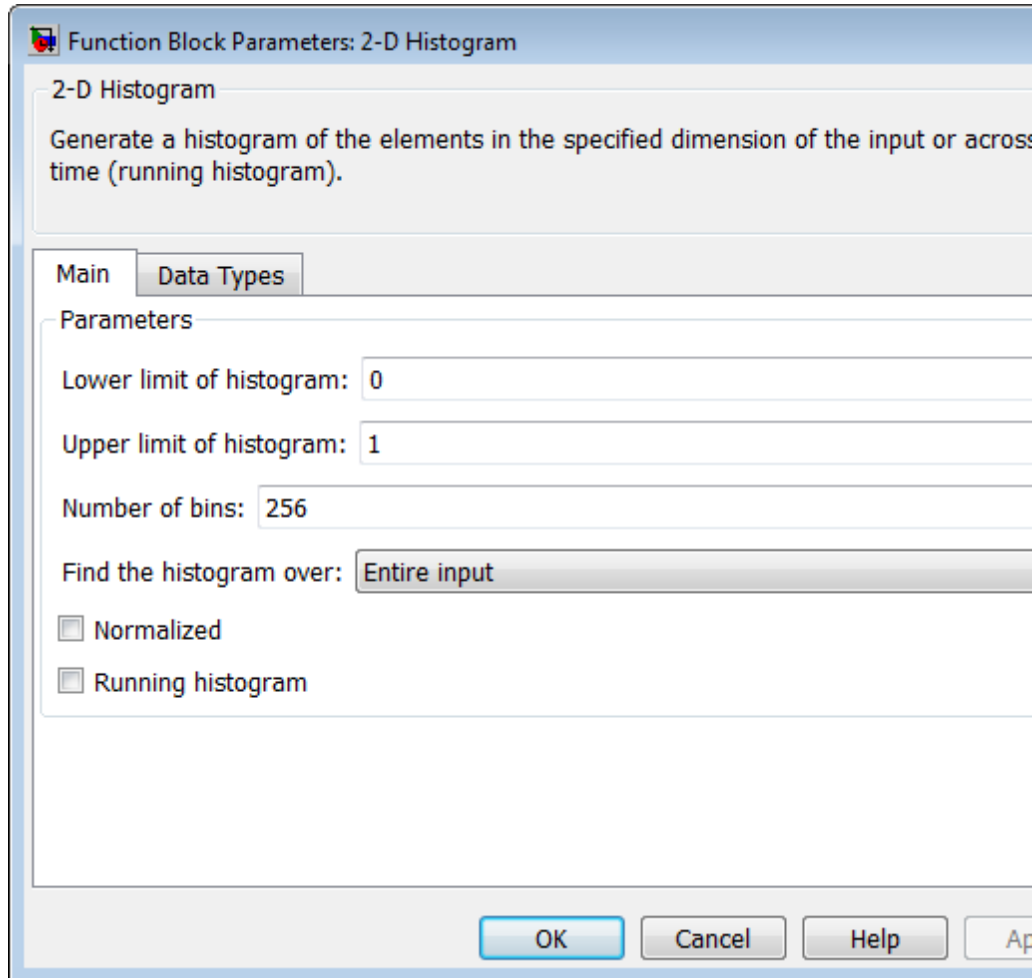 Function Block Parameters: 2-D Histogram
2-D Histogram
Generate a histogram of the elements in the specified dimension of the input or across
time (running histogram).
Main
Data Types
Parameters
Lower limit of histogram: 0
Upper limit of histogram: 1
Number of bins: 256
Find the histogram over: Entire input
Normalized
Running histogram
OK
Cancel
Help